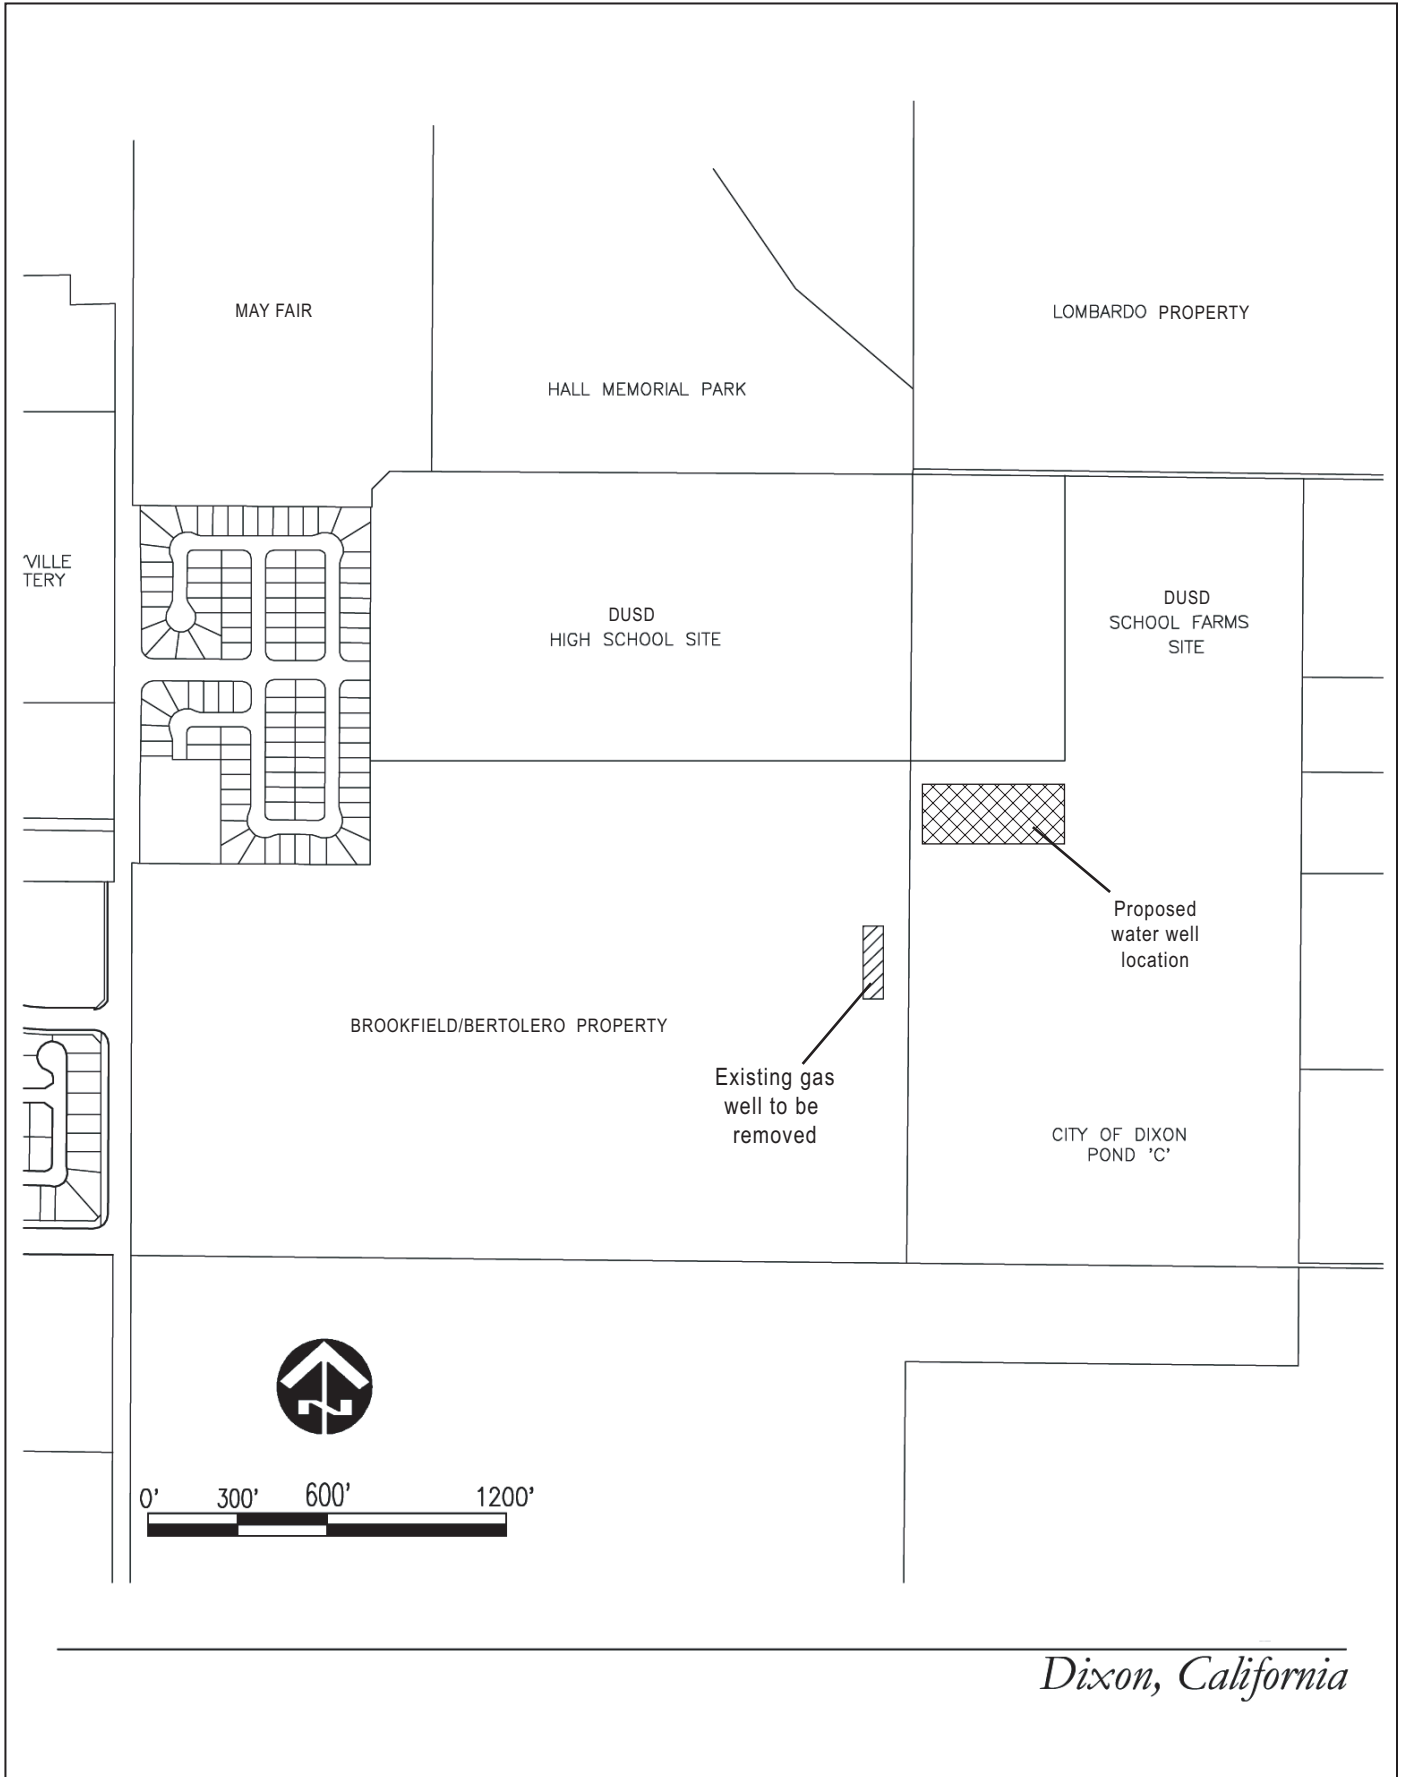 MAY FAIR
LOMBARDO PROPERTY
HALL MEMORIAL PARK
VILLE
TERY
DUSD
HIGH SCHOOL SITE
DUSD
SCHOOL FARMS
SITE
Proposed
water well
location
BROOKFIELD/BERTOLERO PROPERTY
Existing gas
well to be
removed
CITY OF DIXON
POND 'C'
N
0' 300' 600' 1200'
Dixon, California